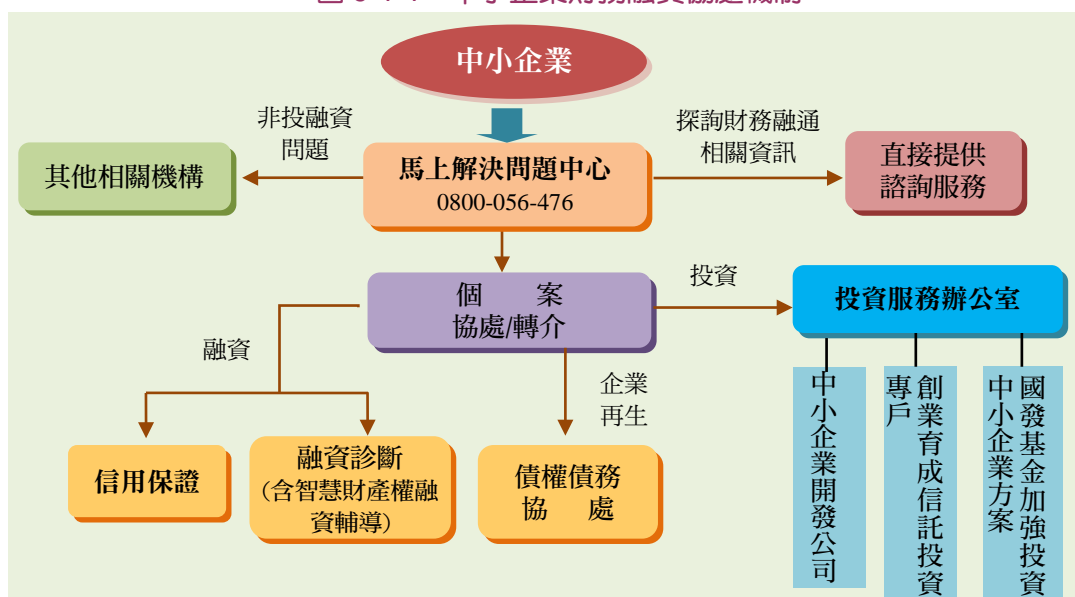 中小企業
非投融資
問題
探詢財務融通
相關資訊
其他相關機構
馬上解決問題中心
0800-056-476
直接提供
諮詢服務
個 案
協處/轉介
投資
投資服務辦公室
融資
企業
再生
信用保證
融資診斷
(含智慧財產權融
資輔導)
債權債務
協 處
中小企業開發公司
創業育成信託投資
專戶
國發基金加強投資
中小企業方案